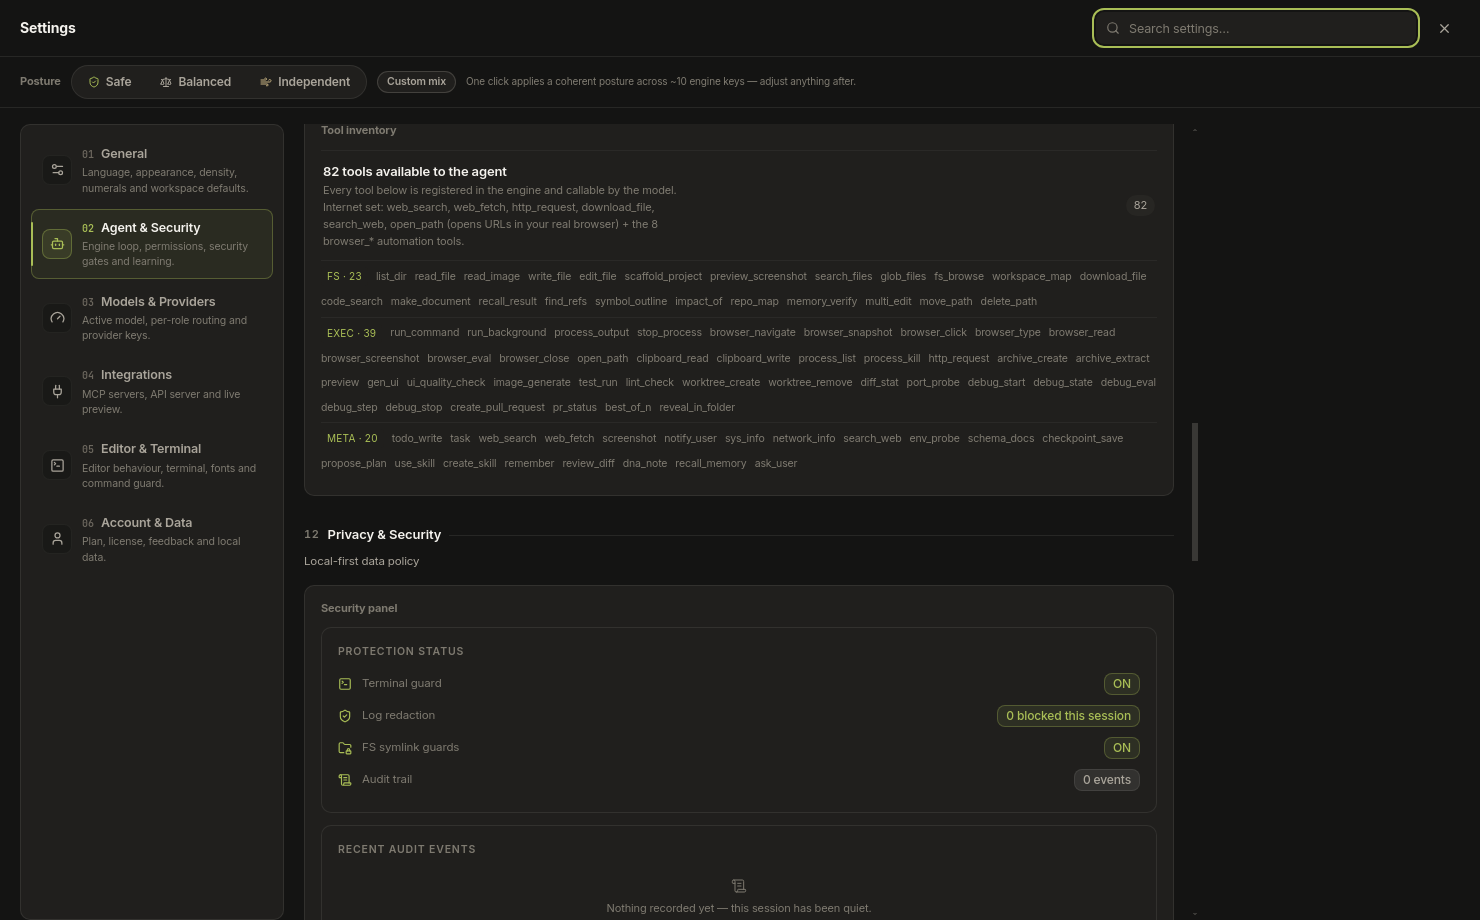 Settings
Search settings...
Posture Safe Balanced Independent Custom mix One click applies a coherent posture across ~10 engine keys — adjust anything after.
01 General
Language, appearance, density,
numerals and workspace defaults.
02 Agent & Security
Engine loop, permissions, security
gates and learning.
03 Models & Providers
Active model, per-role routing and
provider keys.
04 Integrations
MCP servers, API server and live
preview.
05 Editor & Terminal
Editor behaviour, terminal, fonts and
command guard.
06 Account & Data
Plan, license, feedback and local
data.
Tool inventory
82 tools available to the agent
Every tool below is registered in the engine and callable by the model.
Internet set: web_search, web_fetch, http_request, download_file,
search_web, open_path (opens URLs in your real browser) + the 8
browser_* automation tools.
82
FS · 23 list_dir read_file read_image write_file edit_file scaffold_project preview_screenshot search_files glob_files fs_browse workspace_map download_file
code_search make_document recall_result find_refs symbol_outline impact_of repo_map memory_verify multi_edit move_path delete_path
EXEC · 39 run_command run_background process_output stop_process browser_navigate browser_snapshot browser_click browser_type browser_read
browser_screenshot browser_eval browser_close open_path clipboard_read clipboard_write process_list process_kill http_request archive_create archive_extract
preview gen_ui ui_quality_check image_generate test_run lint_check worktree_create worktree_remove diff_stat port_probe debug_start debug_state debug_eval
debug_step debug_stop create_pull_request pr_status best_of_n reveal_in_folder
META · 20 todo_write task web_search web_fetch screenshot notify_user sys_info network_info search_web env_probe schema_docs checkpoint_save
propose_plan use_skill create_skill remember review_diff dna_note recall_memory ask_user
12 Privacy & Security
Local-first data policy
Security panel
PROTECTION STATUS
Terminal guard ON
Log redaction 0 blocked this session
FS symlink guards ON
Audit trail 0 events
RECENT AUDIT EVENTS
Nothing recorded yet — this session has been quiet.